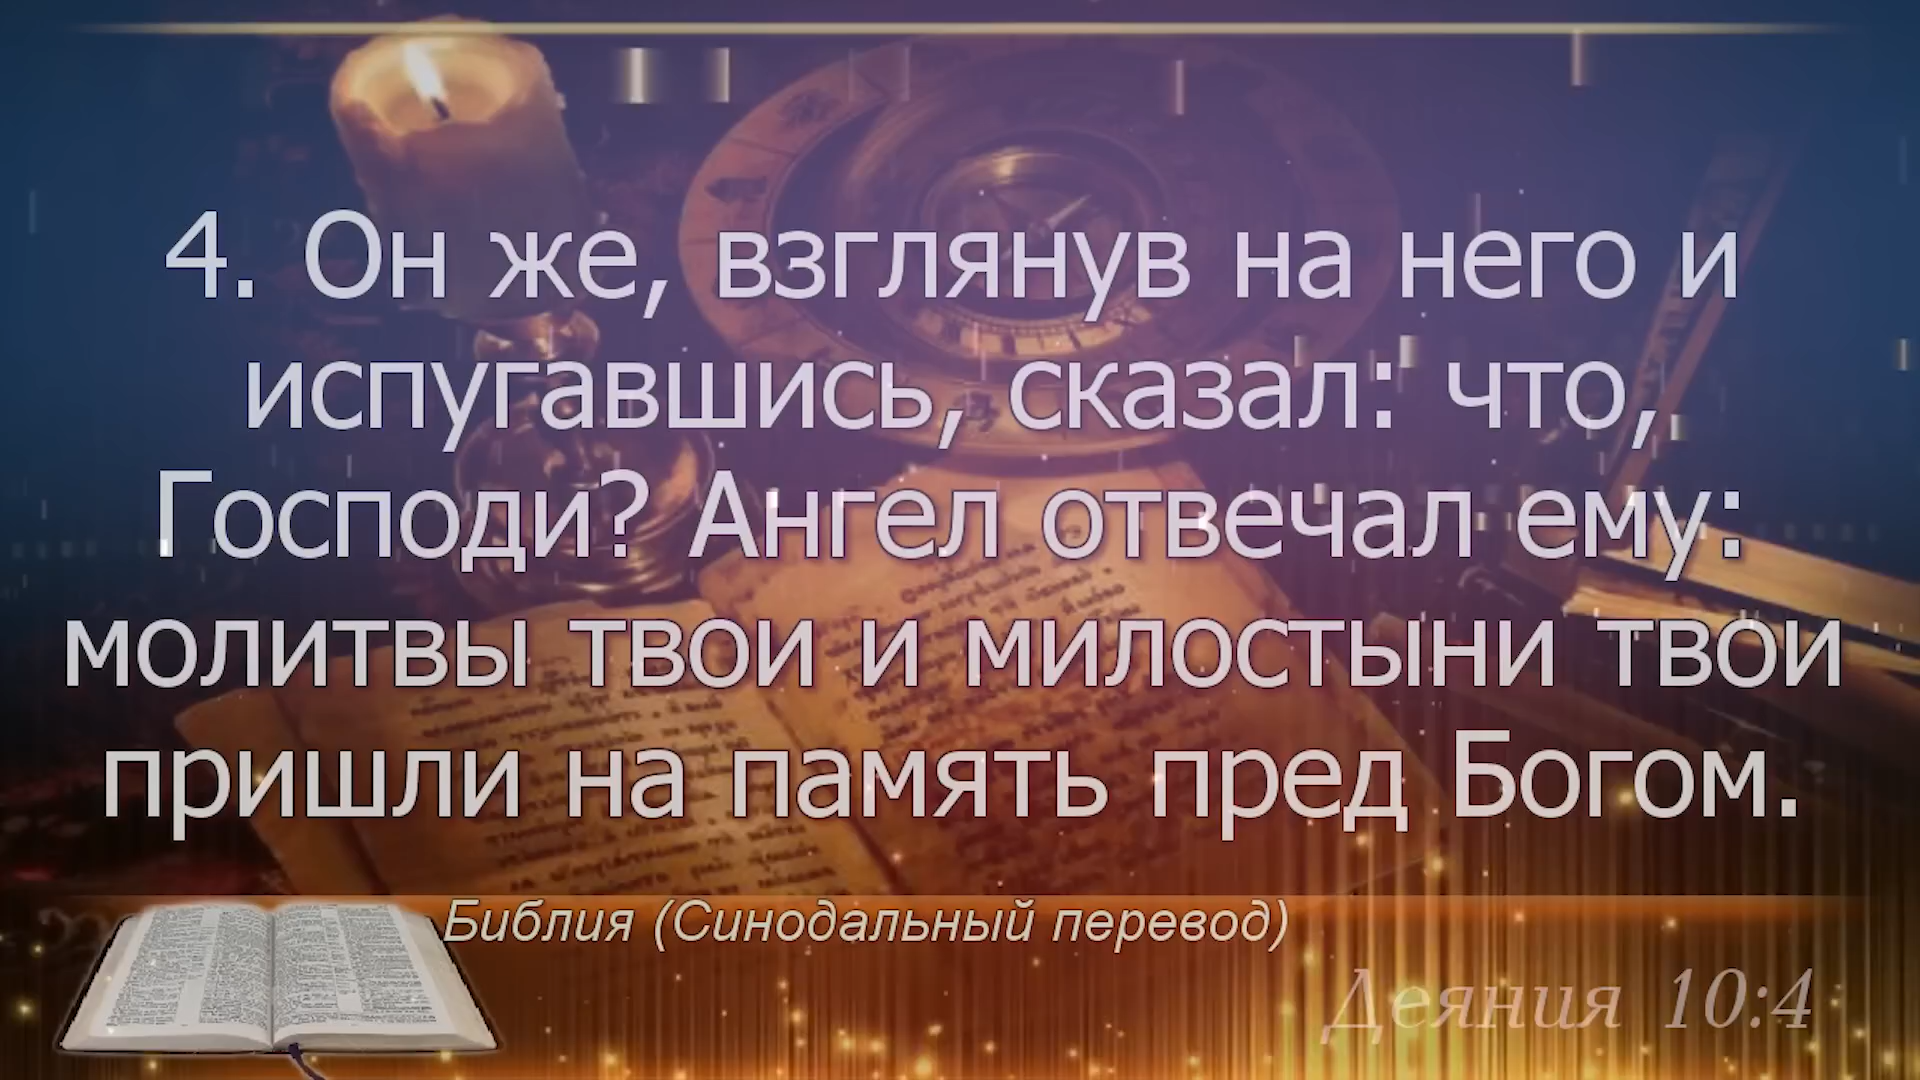 4. Он же, взглянув на него и
испугавшись, сказал: что,
Господи? Ангел отвечал ему:
молитвы твои и милостыни твои
пришли на память пред Богом.
Библия (Синодальный перевод)
Деяния 10:4